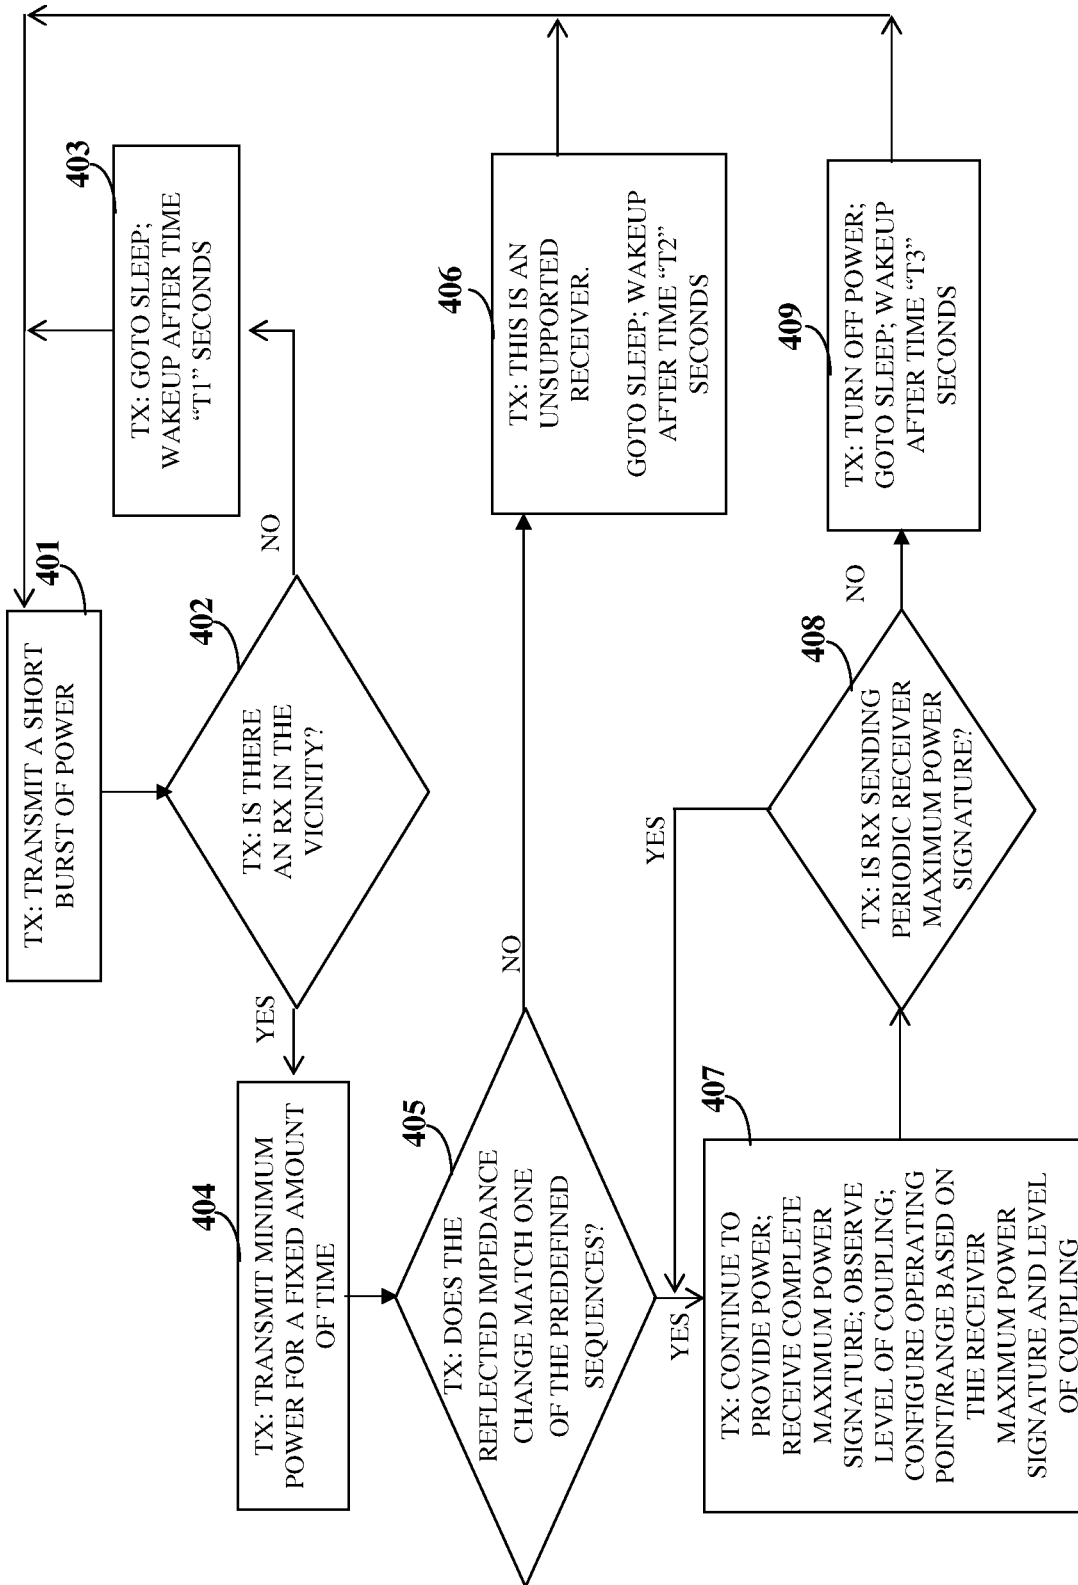 401
TX: TRANSMIT A SHORT
BURST OF POWER
402
TX: IS THERE
AN RX IN THE
VICINITY?
NO
403
TX: GOTO SLEEP;
WAKEUP AFTER TIME
“T1” SECONDS
YES
404
TX: TRANSMIT MINIMUM
POWER FOR A FIXED AMOUNT
OF TIME
405
TX: DOES THE
REFLECTED IMPEDANCE
CHANGE MATCH ONE
OF THE PREDEFINED
SEQUENCES?
NO
406
TX: THIS IS AN
UNSUPPORTED
RECEIVER.
GOTO SLEEP; WAKEUP
AFTER TIME “T2”
SECONDS
YES
407
TX: CONTINUE TO
PROVIDE POWER;
RECEIVE COMPLETE
MAXIMUM POWER
SIGNATURE; OBSERVE
LEVEL OF COUPLING;
CONFIGURE OPERATING
POINT/RANGE BASED ON
THE RECEIVER
MAXIMUM POWER
SIGNATURE AND LEVEL
OF COUPLING
YES
408
TX: IS RX SENDING
PERIODIC RECEIVER
MAXIMUM POWER
SIGNATURE?
NO
409
TX: TURN OFF POWER;
GOTO SLEEP; WAKEUP
AFTER TIME “T3”
SECONDS